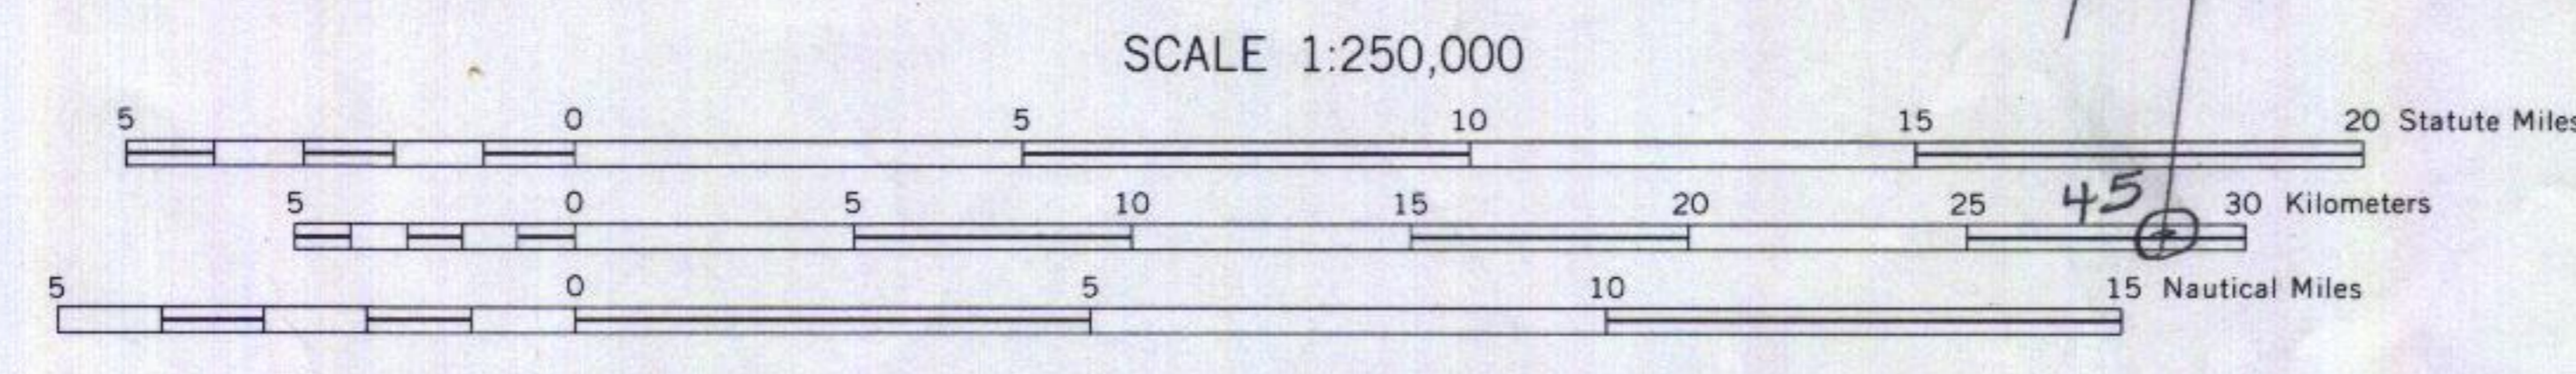 SCALE 1:250,000
5 0 5 10 15 20 Statute Miles
45
5 0 5 10 15 20 25 30 Kilometers
5 0 5 10 15 Nautical Miles